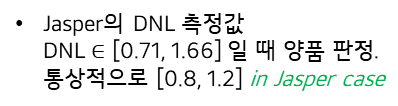 • Jasper의 DNL 측정값
DNL ∈ [0.71, 1.66] 일 때 양품 판정.
통상적으로 [0.8, 1.2] in Jasper case